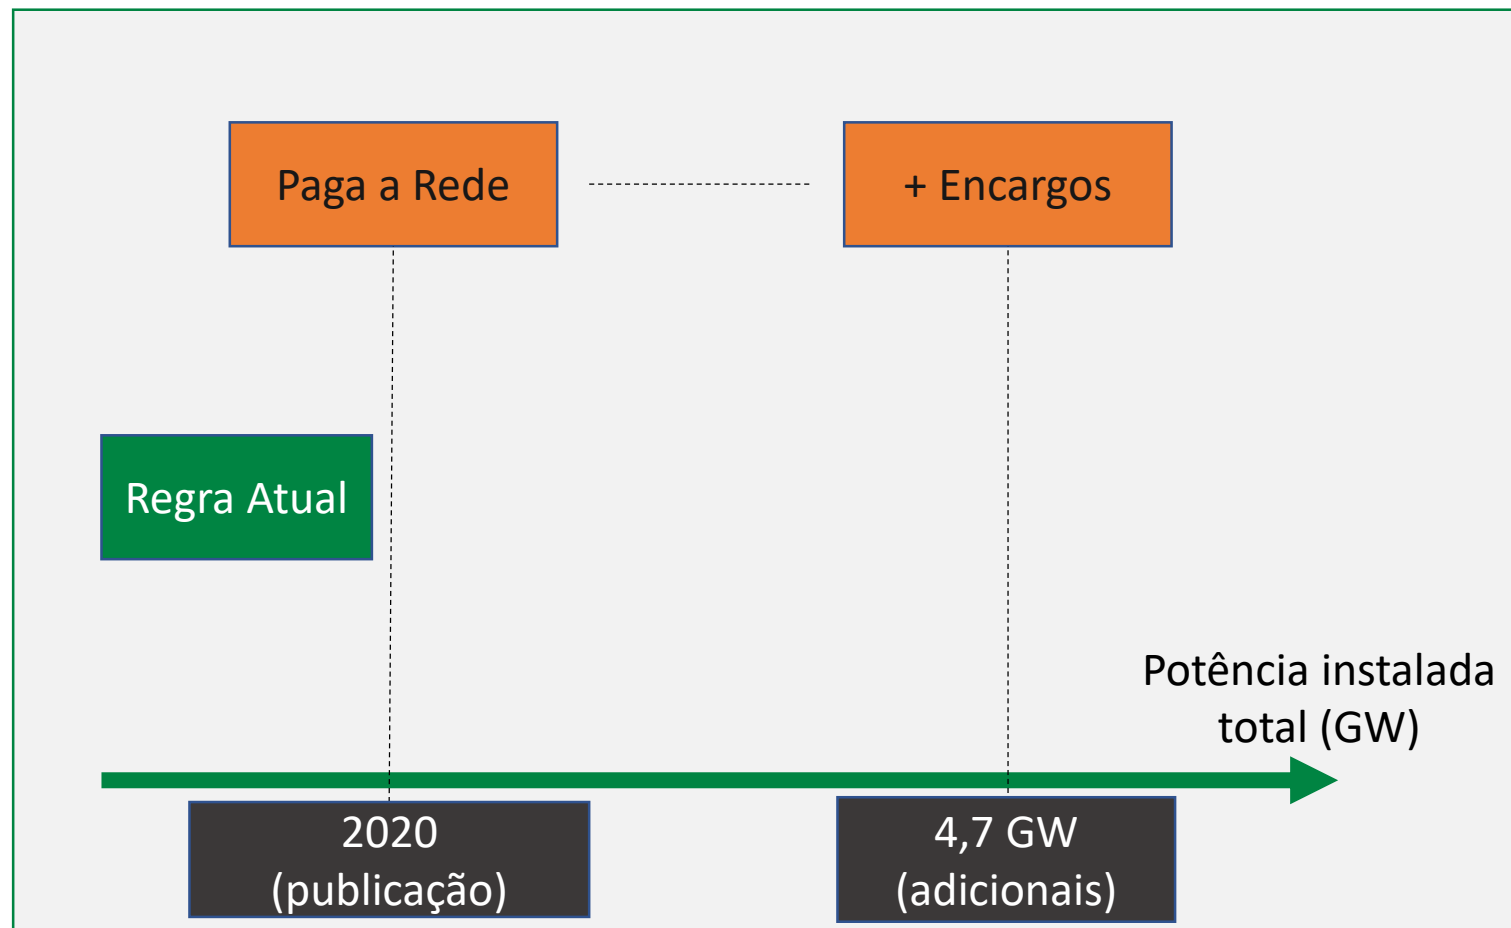 Paga a Rede
+ Encargos
Regra Atual
Potência instalada
total (GW)
2020
(publicação)
4,7 GW
(adicionais)